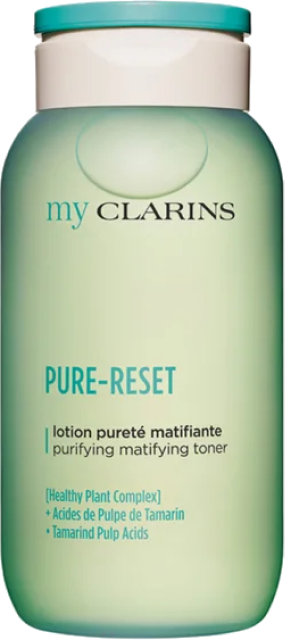 my CLARINS
PURE-RESET
lotion pureté matifiante
purifying matifying toner
[Healthy Plant Complex]
+ Acides de Pulpe de Tamarin
+ Tamarind Pulp Acids